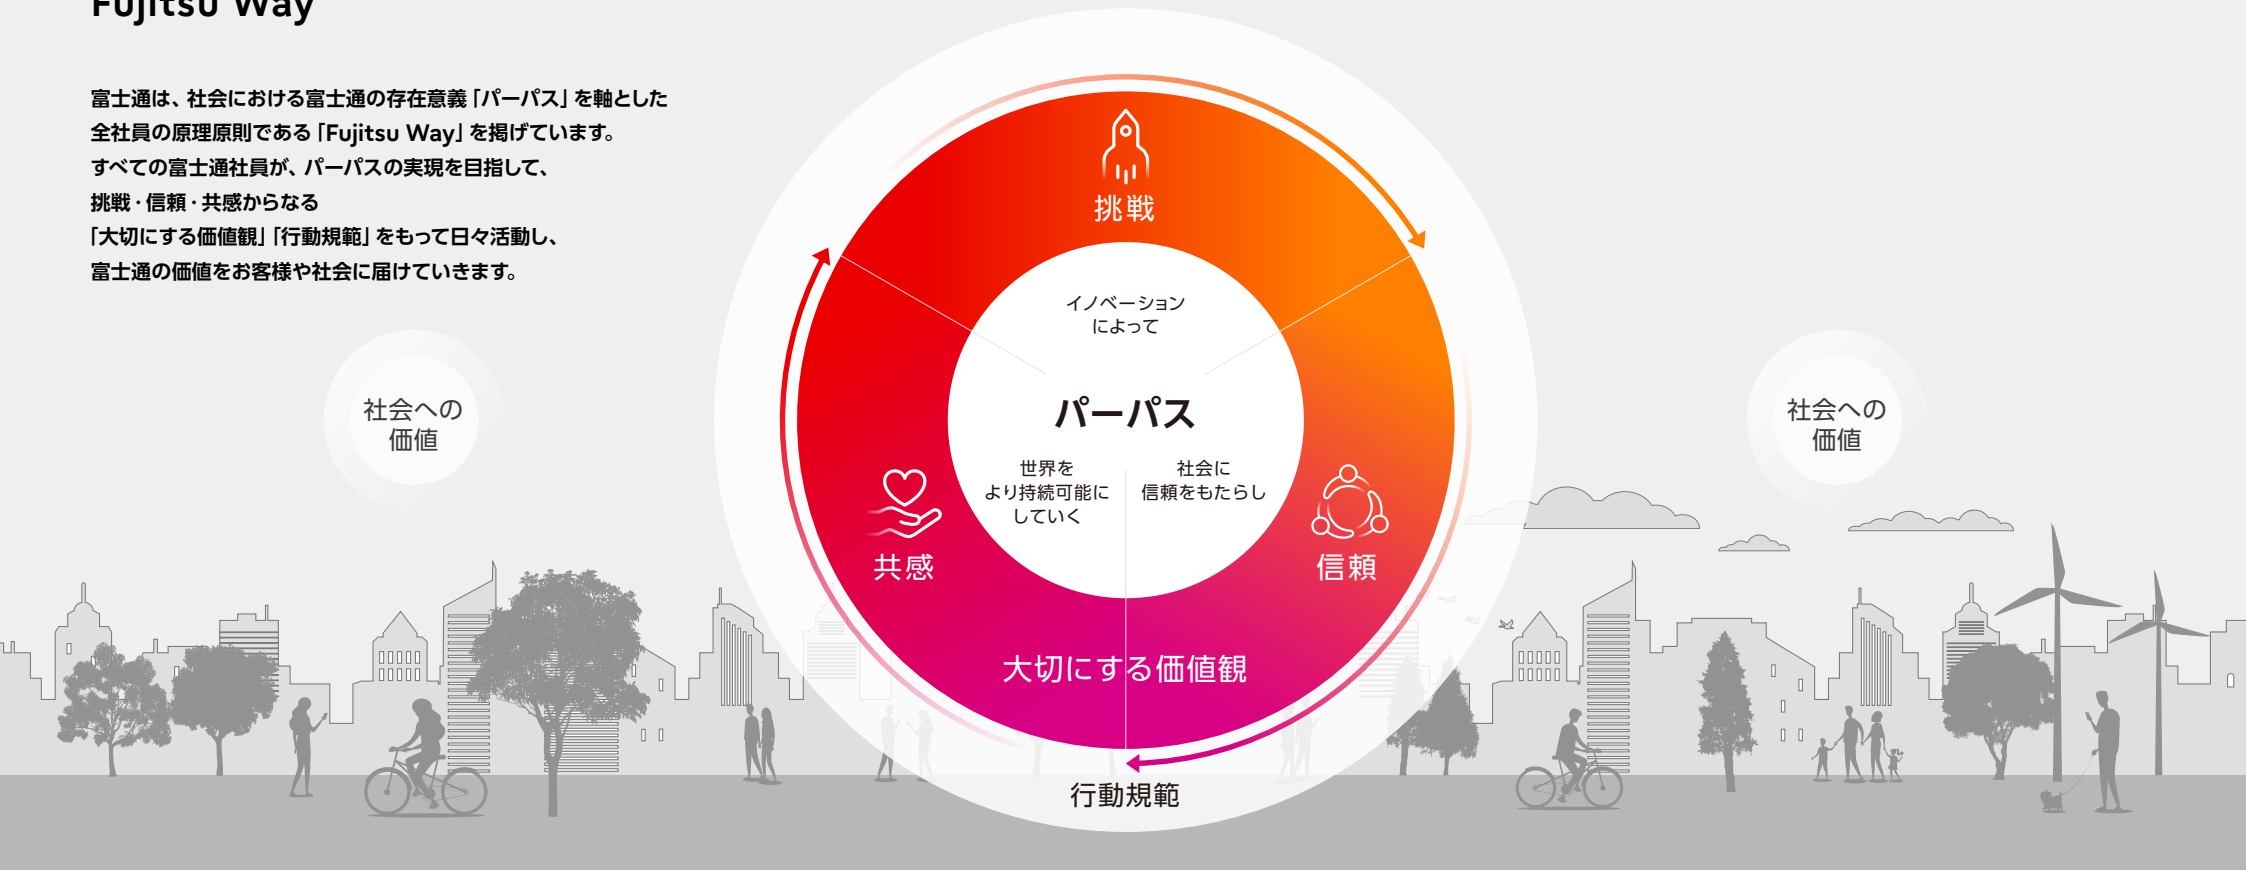 Fujitsu Way
富士通は、社会における富士通の存在意義「パーパス」を軸とした
全社員の原理原則である「Fujitsu Way」を掲げています。
すべての富士通社員が、パーパスの実現を目指して、
挑戦・信頼・共感からなる
「大切にする価値観」「行動規範」をもって日々活動し、
富士通の価値をお客様や社会に届けていきます。
社会への
価値
挑戦
イノベーション
によって
パーパス
世界を
より持続可能に
していく
社会に
信頼をもたらし
共感
信頼
大切にする価値観
行動規範
社会への
価値